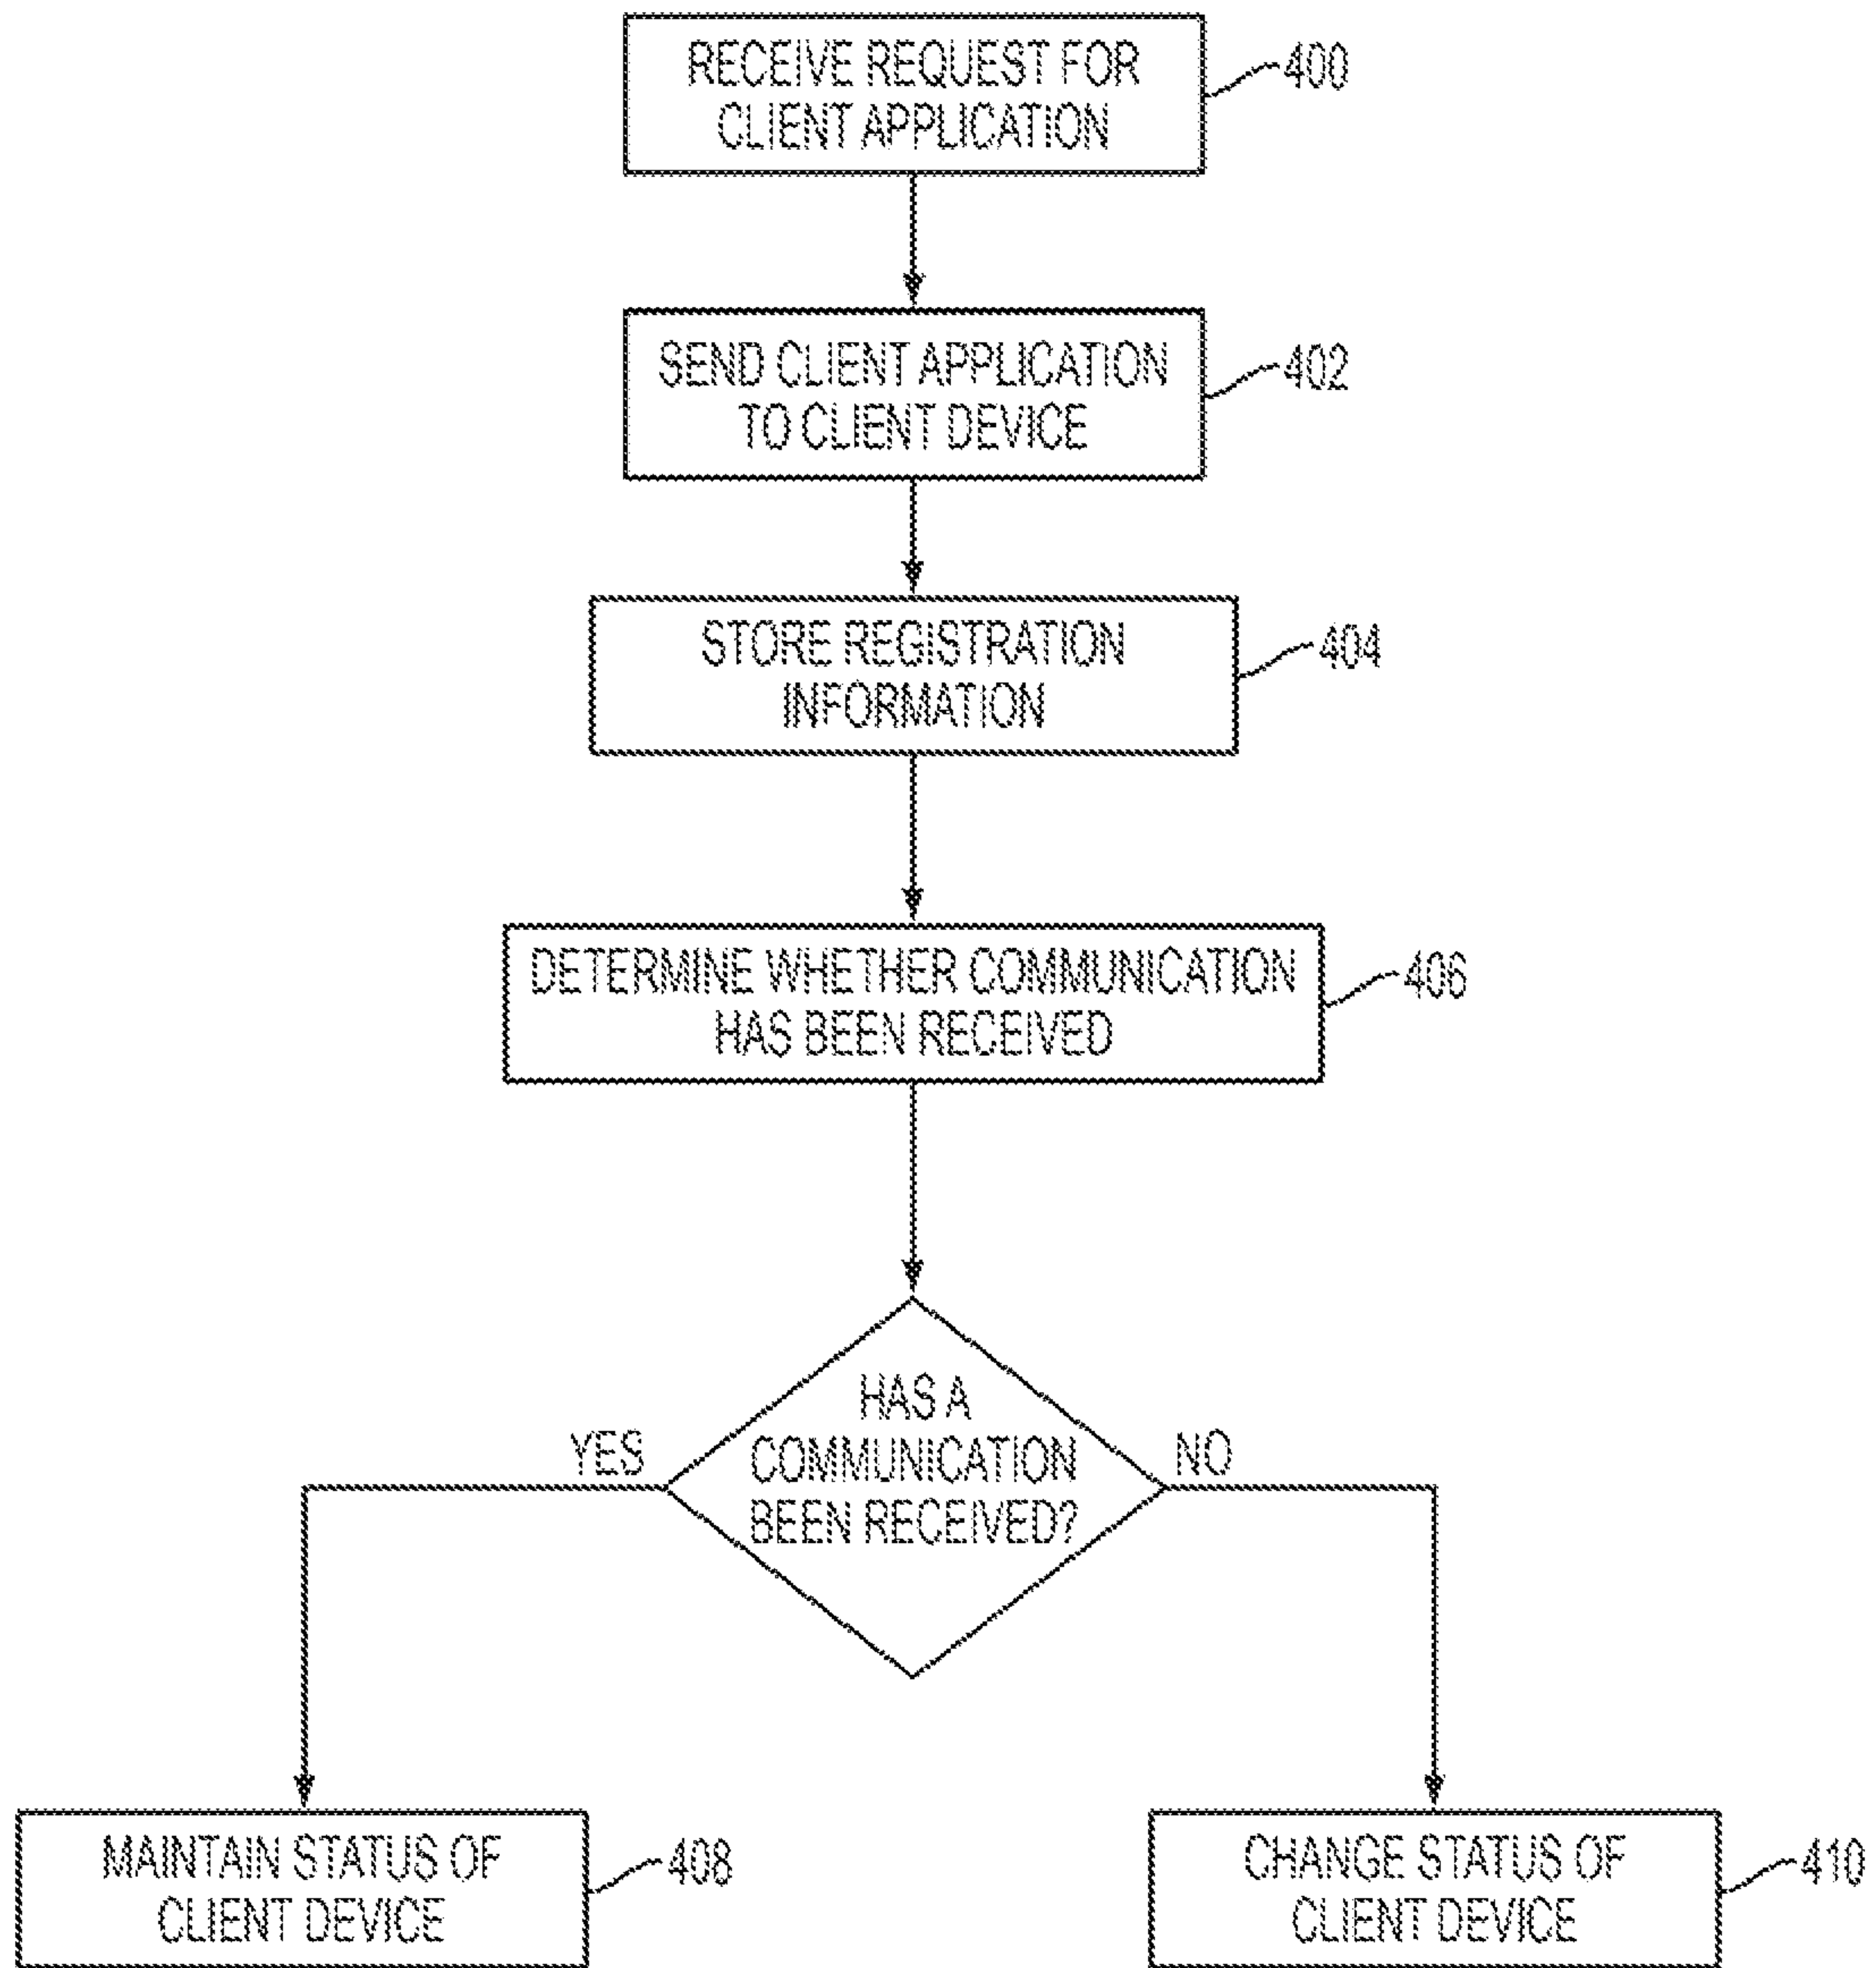 RECEIVE REQUEST FOR
CLIENT APPLICATION
400
SEND CLIENT APPLICATION
TO CLIENT DEVICE
402
STORE REGISTRATION
INFORMATION
404
DETERMINE WHETHER COMMUNICATION
HAS BEEN RECEIVED
406
HAS A
COMMUNICATION
BEEN RECEIVED?
YES
NO
MAINTAIN STATUS OF
CLIENT DEVICE
408
CHANGE STATUS OF
CLIENT DEVICE
410